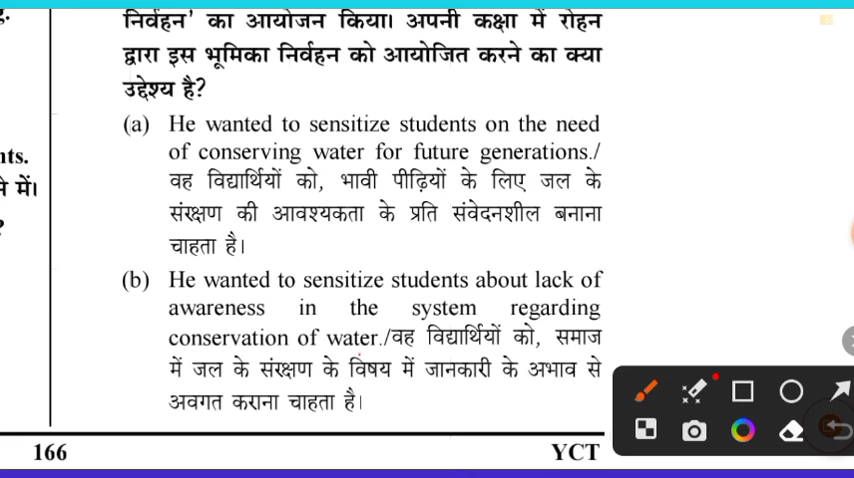 निर्वहन' का आयोजन किया। अपनी कक्षा में रोहन
द्वारा इस भूमिका निर्वहन को आयोजित करने का क्या
उद्देश्य है?
(a) He wanted to sensitize students on the need
of conserving water for future generations./
वह विद्यार्थियों को, भावी पीढ़ियों के लिए जल के
संरक्षण की आवश्यकता के प्रति संवेदनशील बनाना
चाहता है।
(b) He wanted to sensitize students about lack of
awareness in the system regarding
conservation of water./वह विद्यार्थियों को, समाज
में जल के संरक्षण के विषय में जानकारी के अभाव से
अवगत कराना चाहता है।
nts.
में।
?
166
YCT